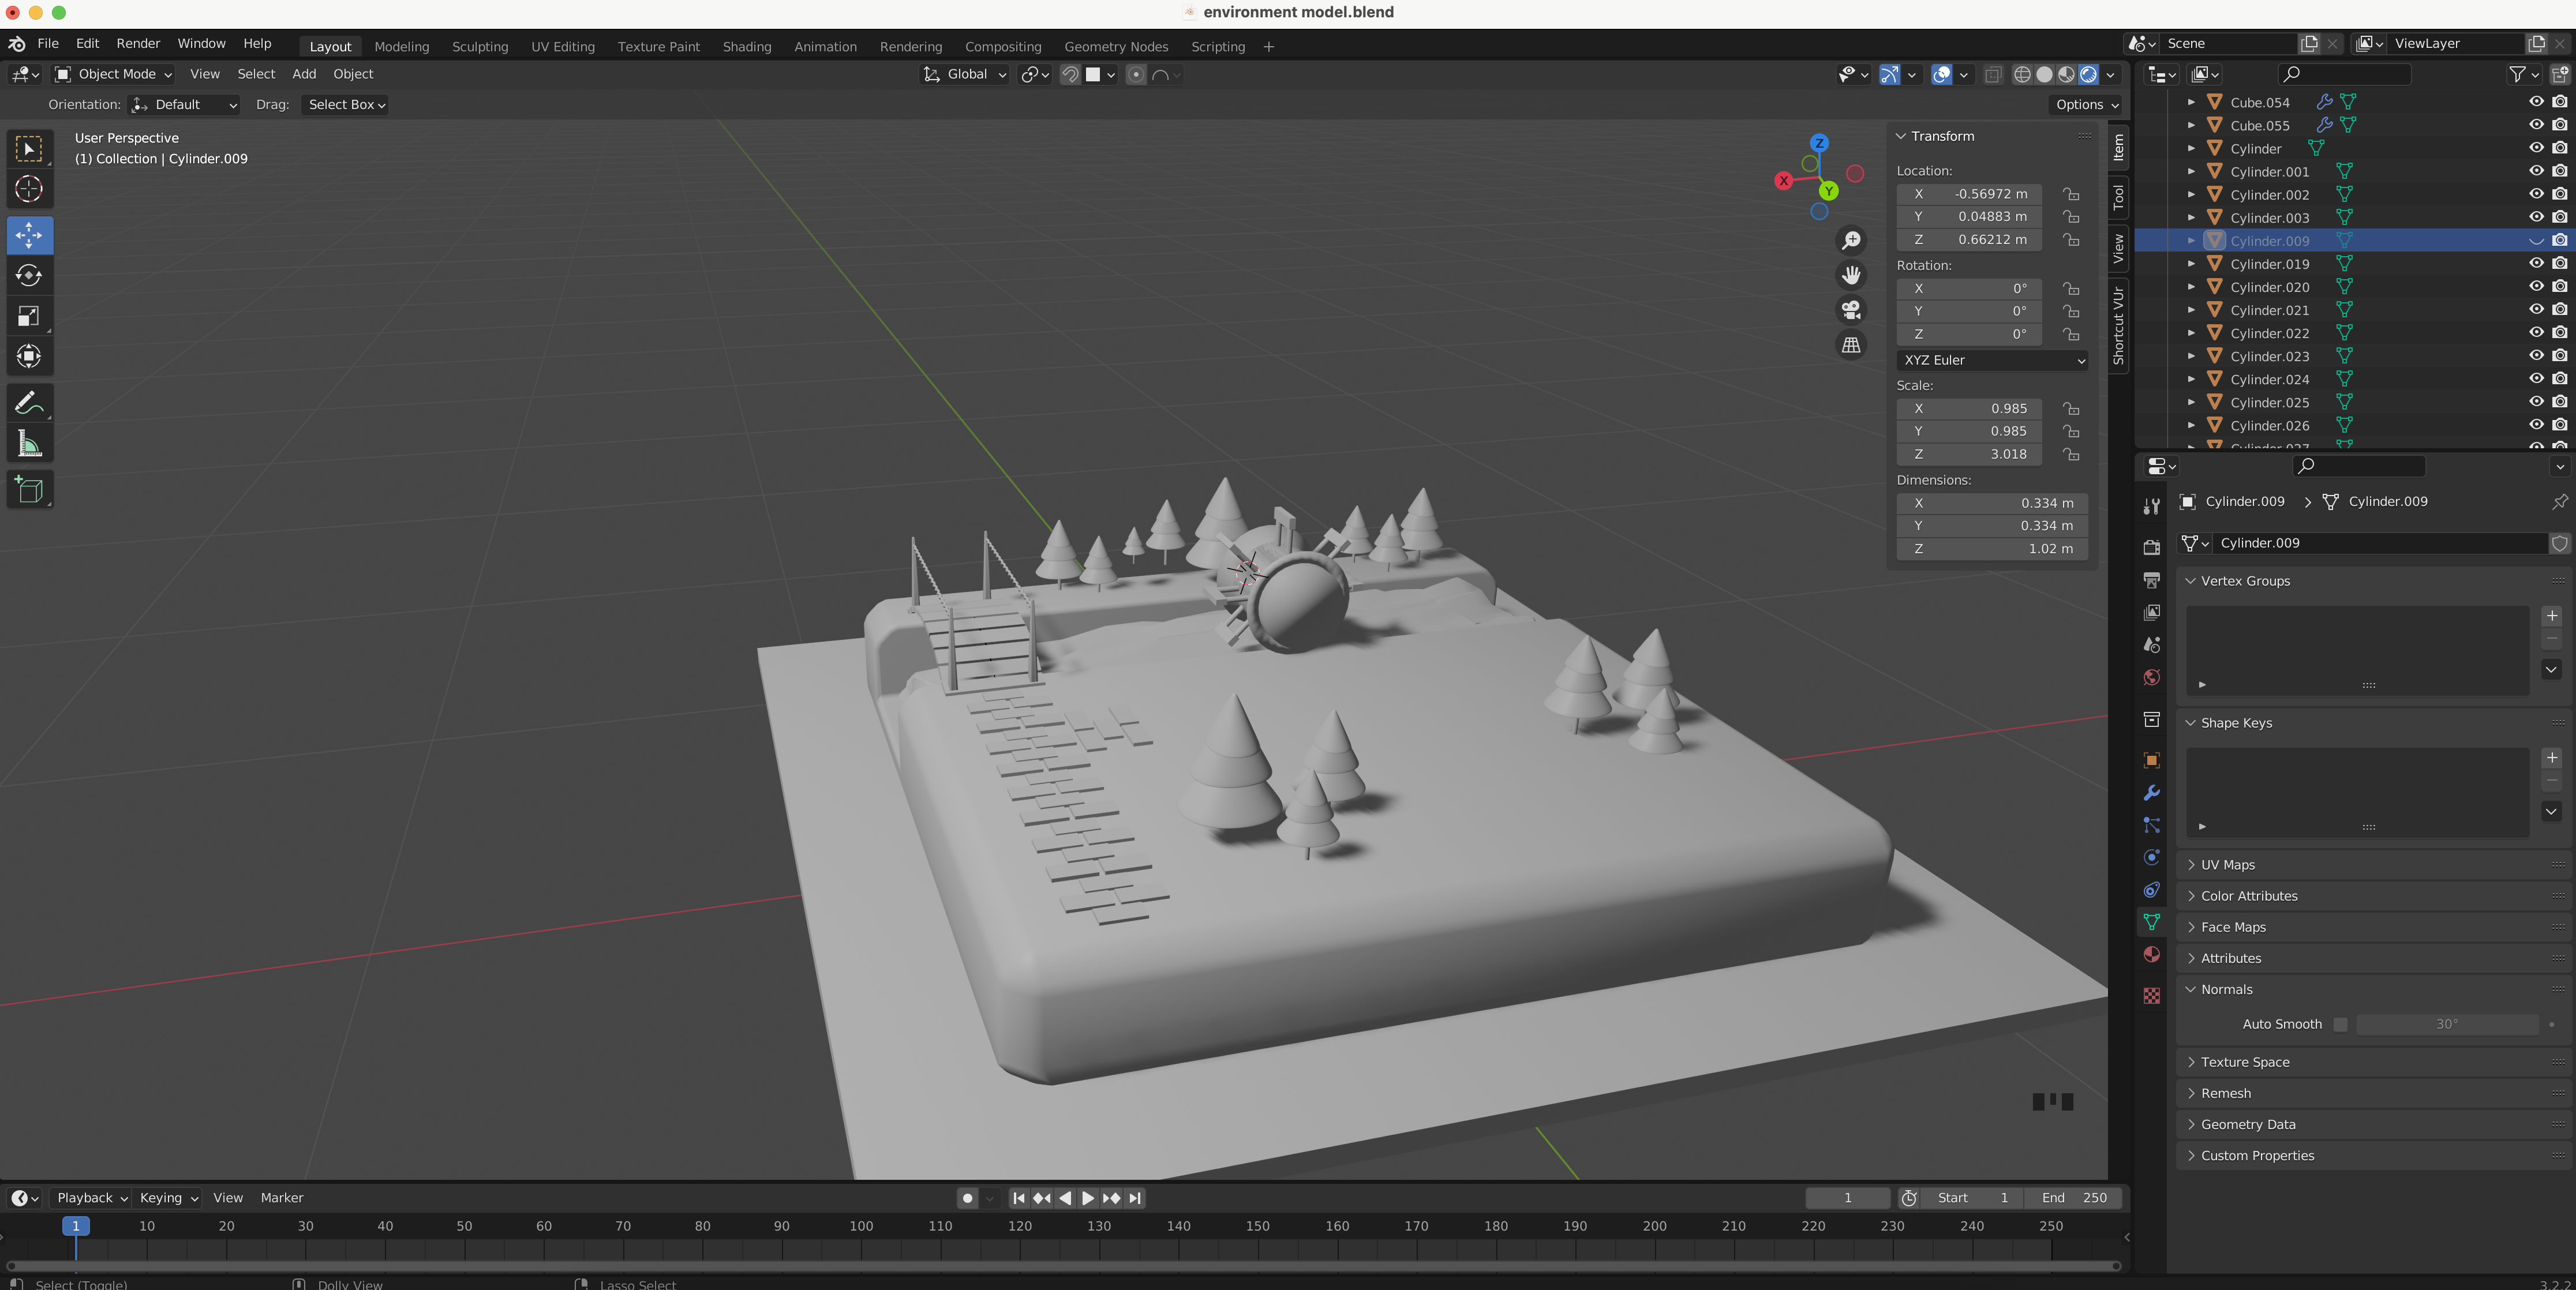 environment model.blend
File Edit Render Window Help Layout Modeling Sculpting UV Editing Texture Paint Shading Animation Rendering Compositing Geometry Nodes Scripting + Scene ViewLayer
Object Mode View Select Add Object Global
Orientation: Default Drag: Select Box Options
User Perspective
(1) Collection | Cylinder.009
Z
X
Y
Transform
Location:
X -0.56972 m
Y 0.04883 m
Z 0.66212 m
Rotation:
X 0°
Y 0°
Z 0°
XYZ Euler
Scale:
X 0.985
Y 0.985
Z 3.018
Dimensions:
X 0.334 m
Y 0.334 m
Z 1.02 m
Item
Tool
View
Shortcut VUr
Cube.054
Cube.055
Cylinder
Cylinder.001
Cylinder.002
Cylinder.003
Cylinder.009
Cylinder.019
Cylinder.020
Cylinder.021
Cylinder.022
Cylinder.023
Cylinder.024
Cylinder.025
Cylinder.026
Cylinder.009 Cylinder.009
Cylinder.009
Vertex Groups
Shape Keys
UV Maps
Color Attributes
Face Maps
Attributes
Normals
Auto Smooth 30°
Texture Space
Remesh
Geometry Data
Custom Properties
Playback Keying View Marker 1 Start 1 End 250
1 10 20 30 40 50 60 70 80 90 100 110 120 130 140 150 160 170 180 190 200 210 220 230 240 250
Select (Toggle) Dolly View Lasso Select 3.2.2